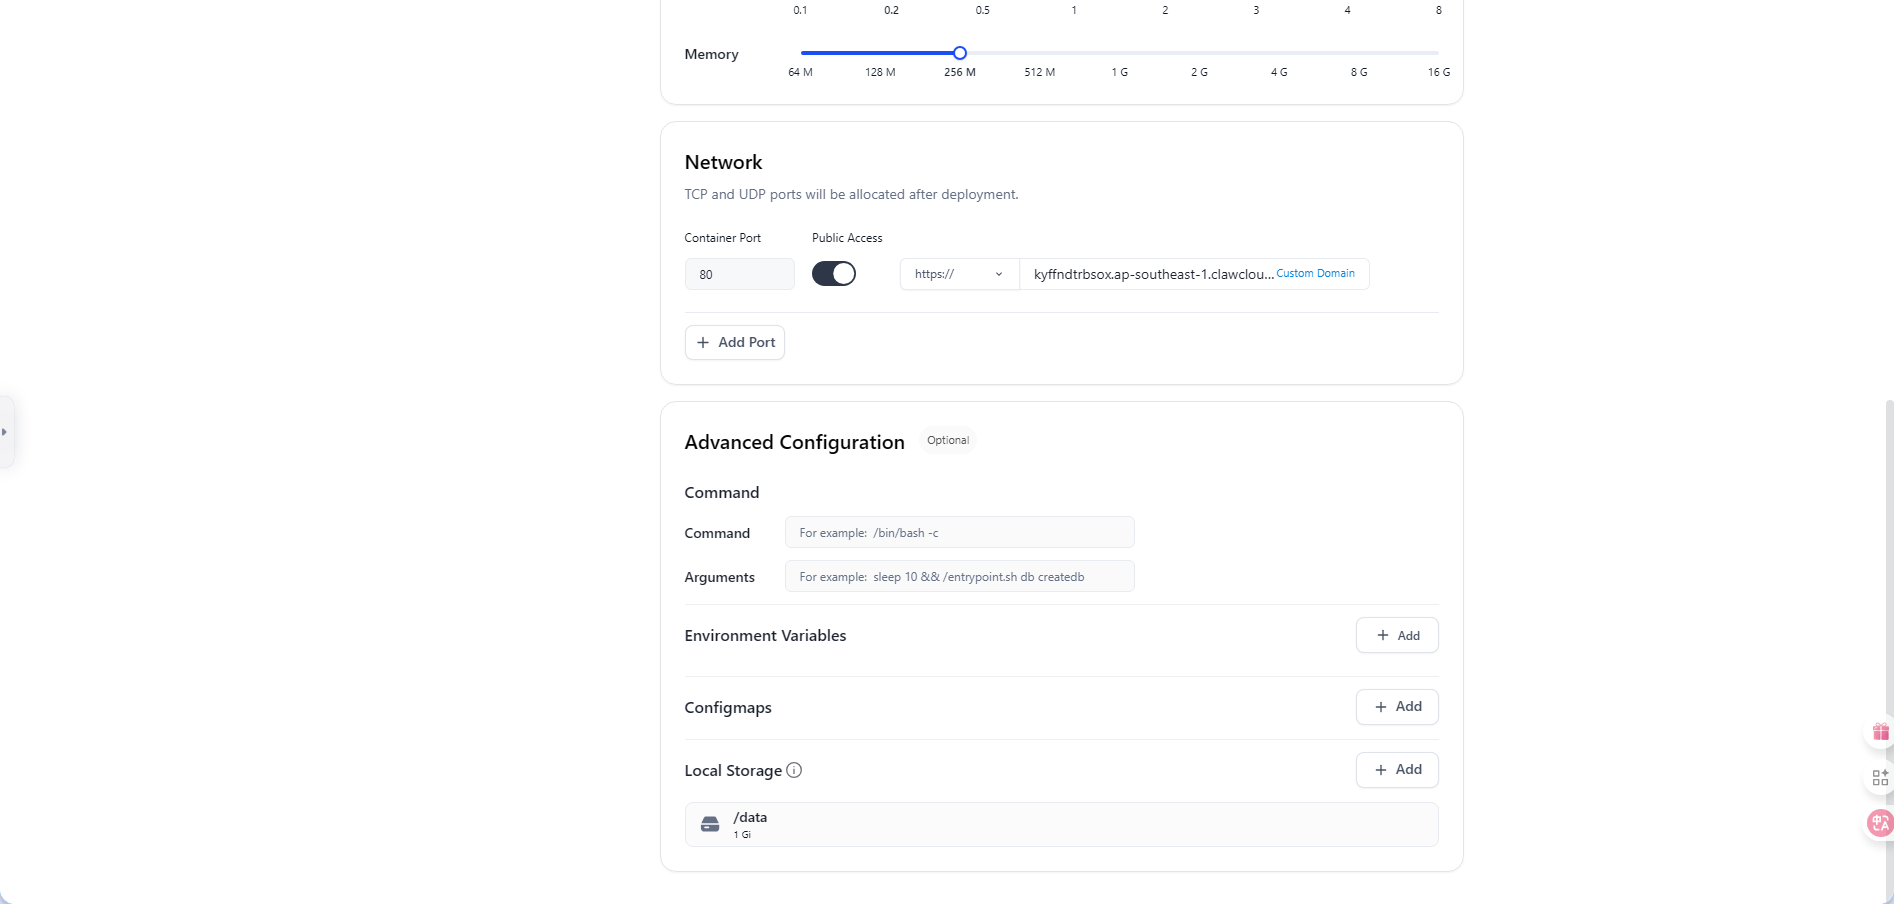 0.1 0.2 0.5 1 2 3 4 8
Memory
64 M 128 M 256 M 512 M 1 G 2 G 4 G 8 G 16 G
Network
TCP and UDP ports will be allocated after deployment.
Container Port Public Access
80 https:// kyffndtrbsox.ap-southeast-1.clawclou... Custom Domain
Add Port
Advanced Configuration Optional
Command
Command For example: /bin/bash -c
Arguments For example: sleep 10 && /entrypoint.sh db createdb
Environment Variables Add
Configmaps Add
Local Storage Add
/data
1 Gi
中A